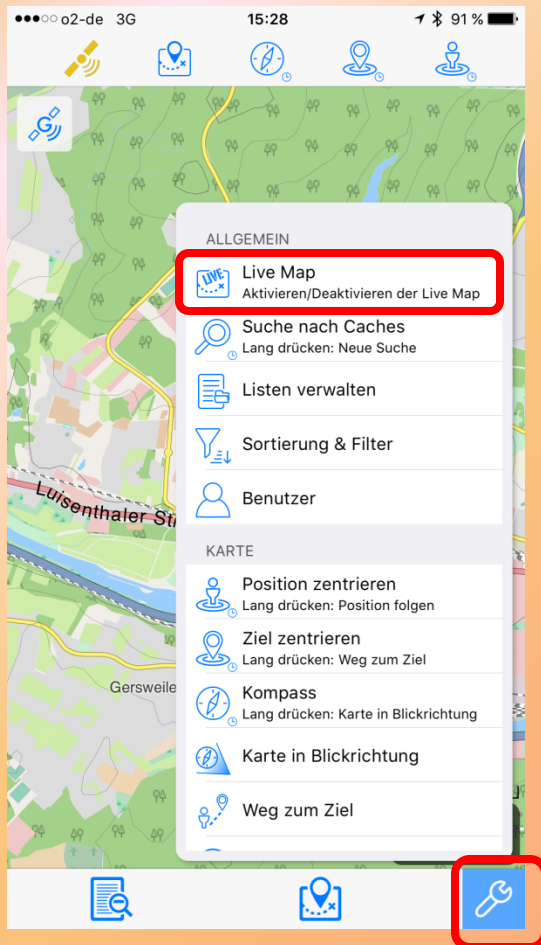 o2-de 3G 15:28 91 %
G
ALLGEMEIN
LIVE
Live Map
Aktivieren/Deaktivieren der Live Map
Suche nach Caches
Lang drücken: Neue Suche
Listen verwalten
Sortierung & Filter
Benutzer
Luisenthaler St
KARTE
Position zentrieren
Lang drücken: Position folgen
Ziel zentrieren
Lang drücken: Weg zum Ziel
Gersweile
Kompass
Lang drücken: Karte in Blickrichtung
Karte in Blickrichtung
Weg zum Ziel